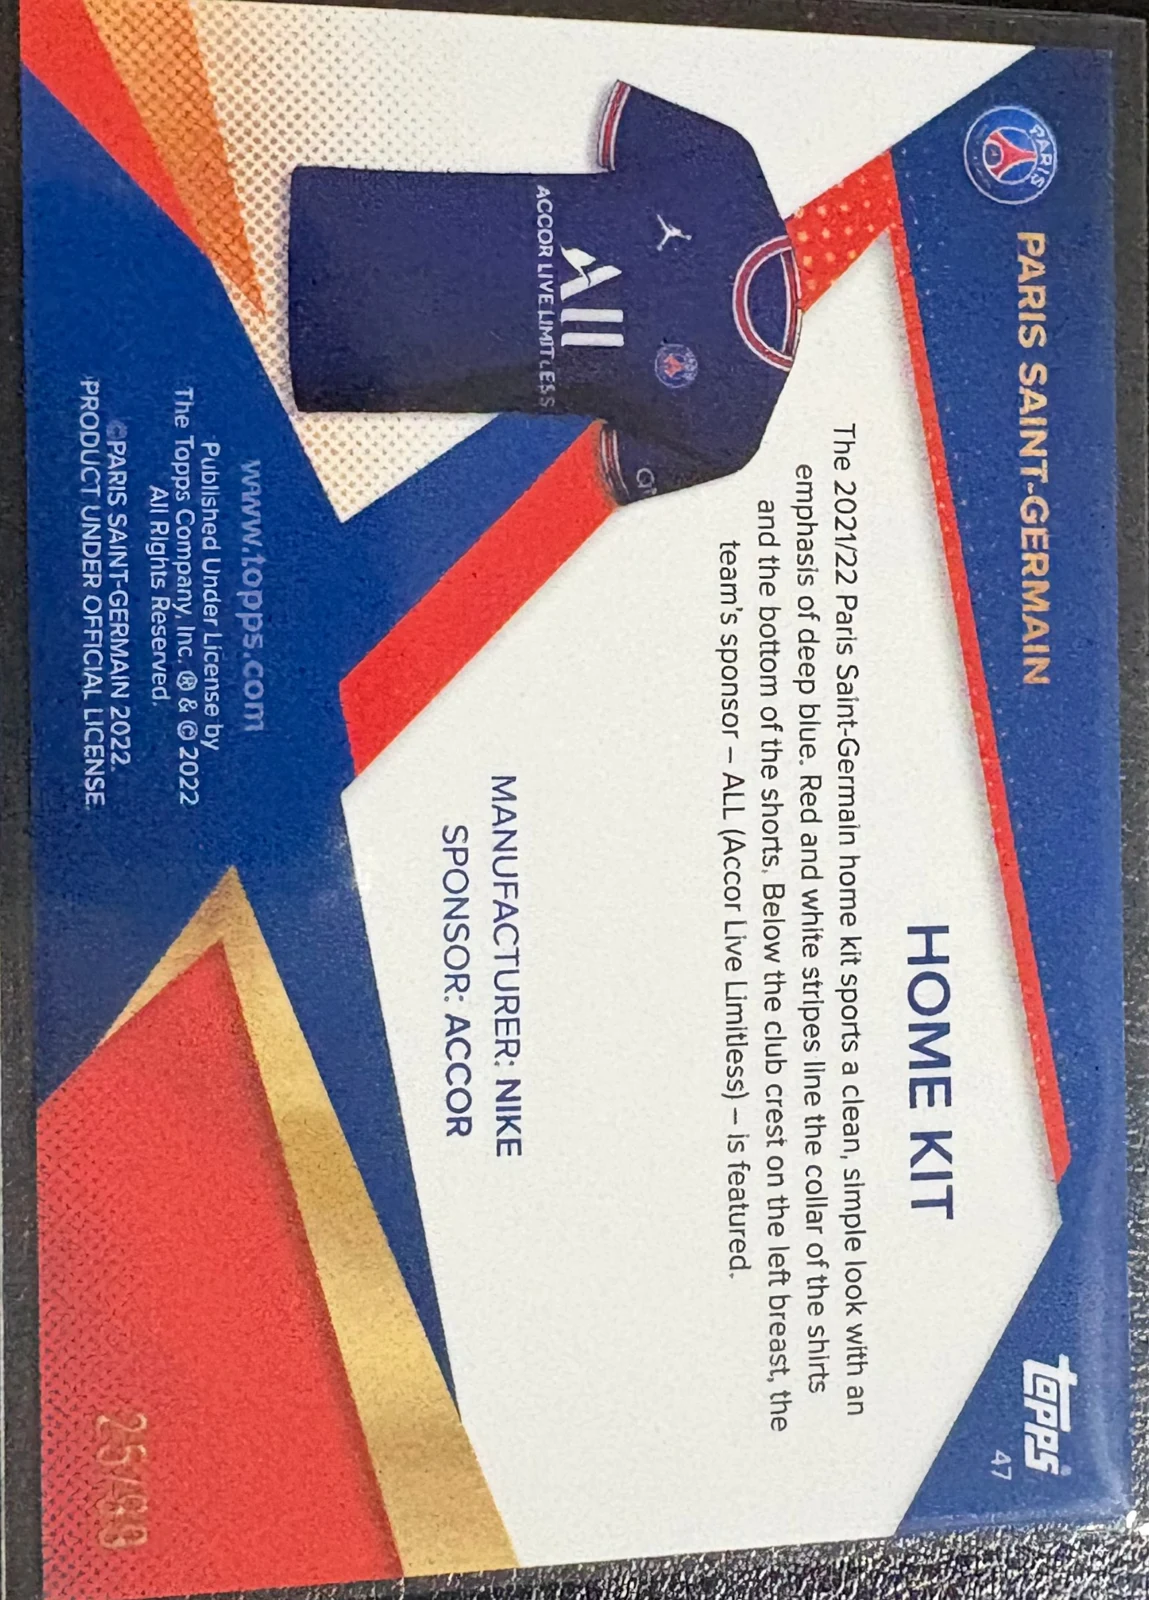 PARIS
PARIS SAINT-GERMAIN
topps
47
HOME KIT
The 2021/22 Paris Saint-Germain home kit sports a clean, simple look with an
emphasis of deep blue. Red and white stripes line the collar of the shirts
and the bottom of the shorts. Below the club crest on the left breast, the
team's sponsor – ALL (Accor Live Limitless) – is featured.
MANUFACTURER: NIKE
SPONSOR: ACCOR
ALL
ACCOR LIVE LIMITLESS
www.topps.com
Published Under License by
The Topps Company, Inc. ® & © 2022
All Rights Reserved.
©PARIS SAINT-GERMAIN 2022.
PRODUCT UNDER OFFICIAL LICENSE.
25/99